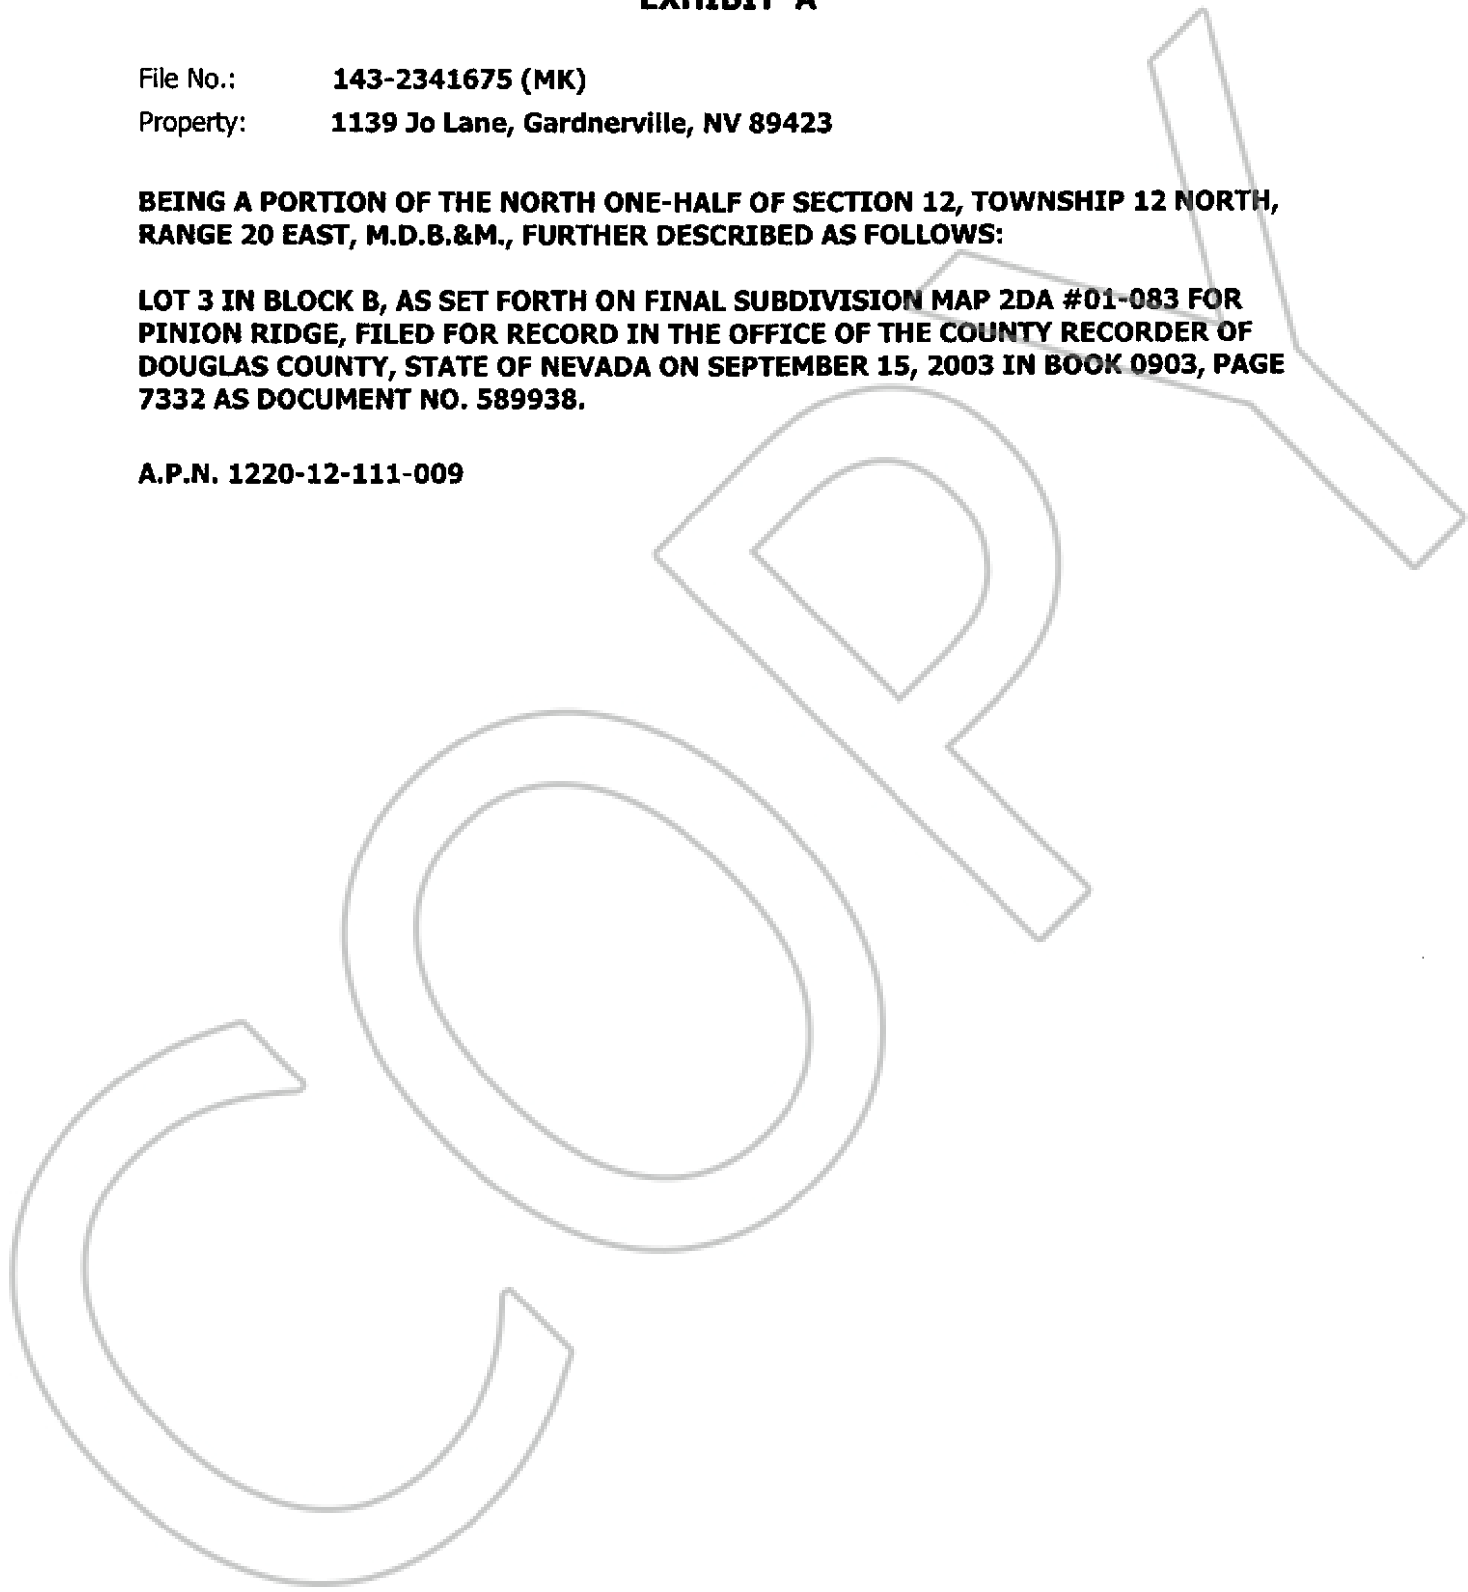 EXHIBIT "A"
File No.: 143-2341675 (MK)
Property: 1139 Jo Lane, Gardnerville, NV 89423
BEING A PORTION OF THE NORTH ONE-HALF OF SECTION 12, TOWNSHIP 12 NORTH,
RANGE 20 EAST, M.D.B.&M., FURTHER DESCRIBED AS FOLLOWS:
LOT 3 IN BLOCK B, AS SET FORTH ON FINAL SUBDIVISION MAP 2DA #01-083 FOR
PINION RIDGE, FILED FOR RECORD IN THE OFFICE OF THE COUNTY RECORDER OF
DOUGLAS COUNTY, STATE OF NEVADA ON SEPTEMBER 15, 2003 IN BOOK 0903, PAGE
7332 AS DOCUMENT NO. 589938.
A.P.N. 1220-12-111-009
COPY